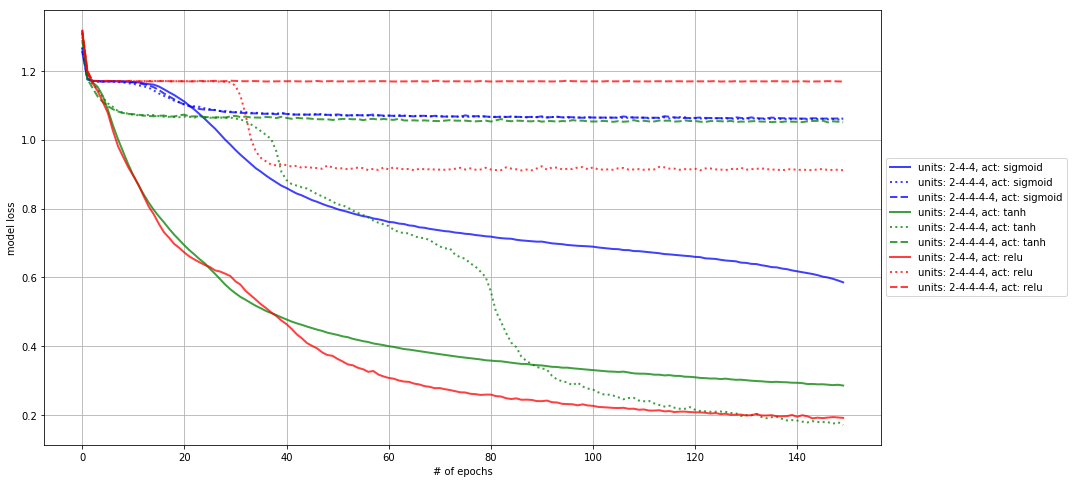 1.2
1.0
0.8
0.6
0.4
0.2
model loss
0
20
40
60
80
100
120
140
# of epochs
units: 2-4-4, act: sigmoid
units: 2-4-4-4, act: sigmoid
units: 2-4-4-4-4, act: sigmoid
units: 2-4-4, act: tanh
units: 2-4-4-4, act: tanh
units: 2-4-4-4-4, act: tanh
units: 2-4-4, act: relu
units: 2-4-4-4, act: relu
units: 2-4-4-4-4, act: relu